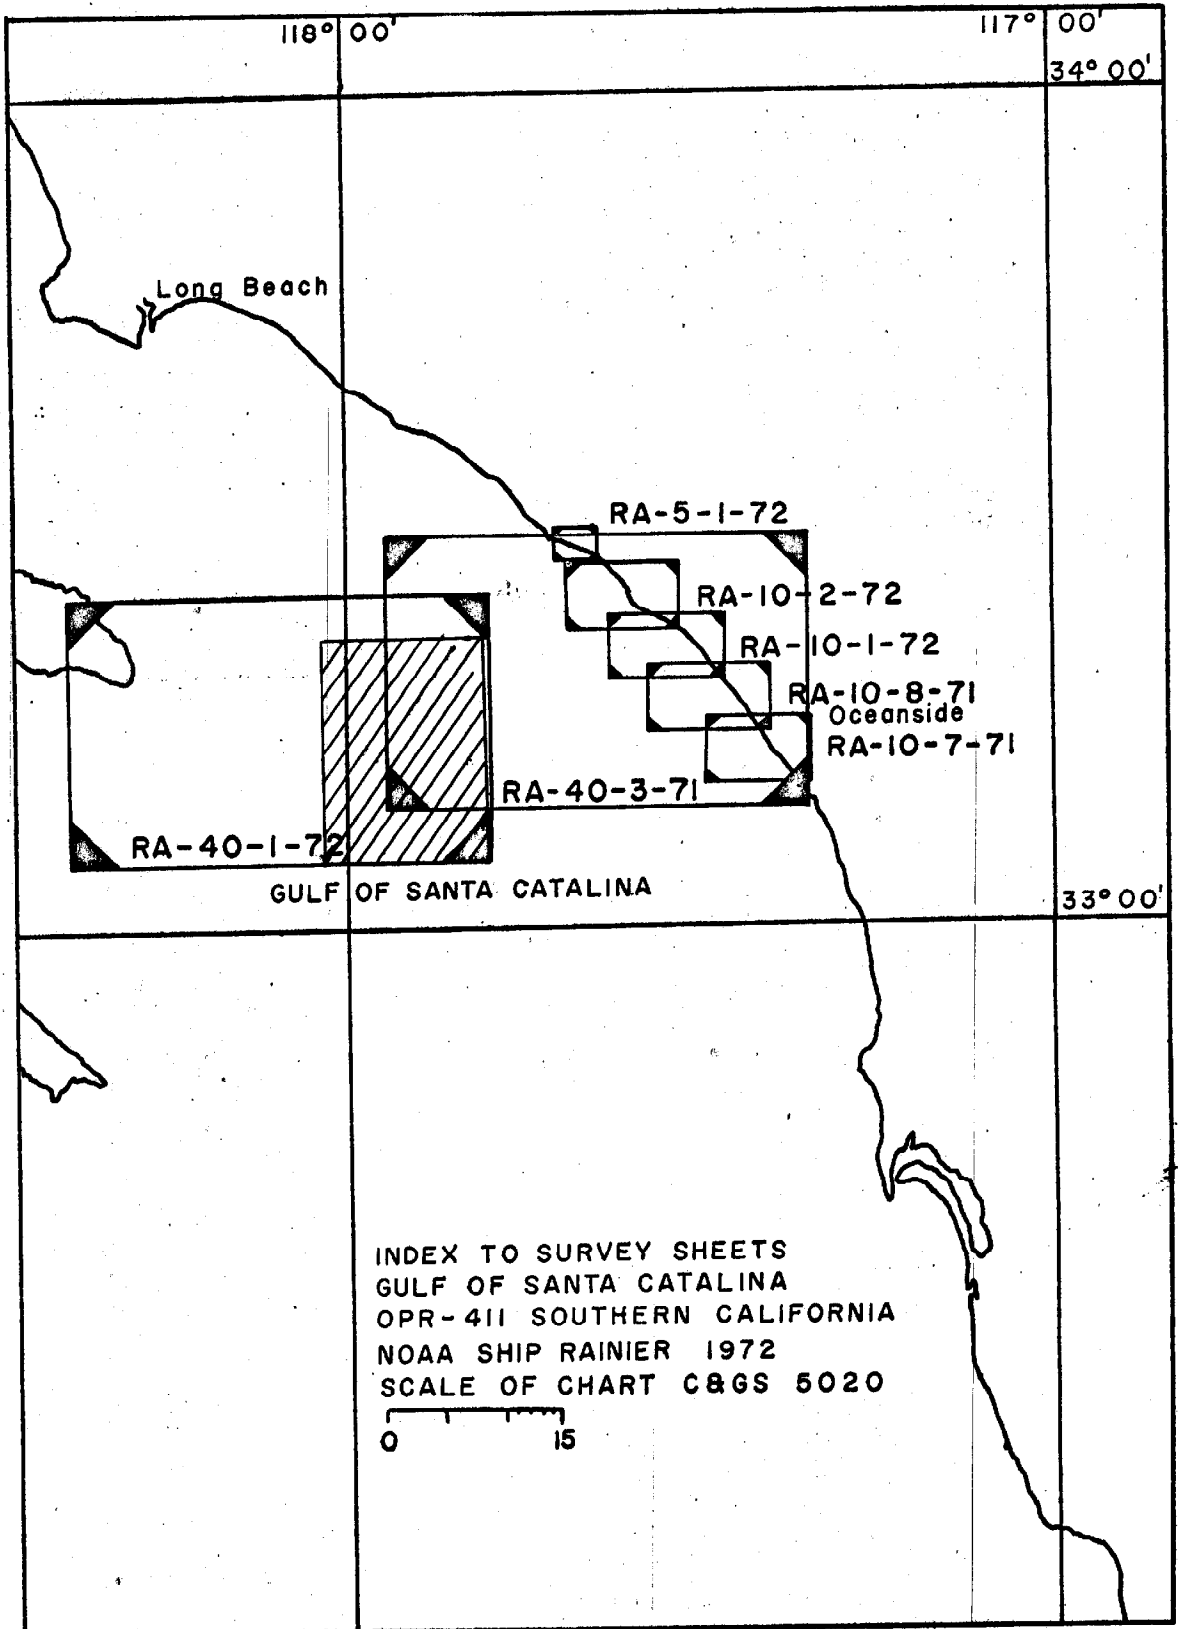 118° 00'
117° 00'
34° 00'
Long Beach
RA-5-1-72
RA-10-2-72
RA-10-1-72
RA-10-8-71
Oceanside
RA-10-7-71
RA-40-3-71
RA-40-1-72
GULF OF SANTA CATALINA
33° 00'
INDEX TO SURVEY SHEETS
GULF OF SANTA CATALINA
OPR-411 SOUTHERN CALIFORNIA
NOAA SHIP RAINIER 1972
SCALE OF CHART C&GS 5020
0 15